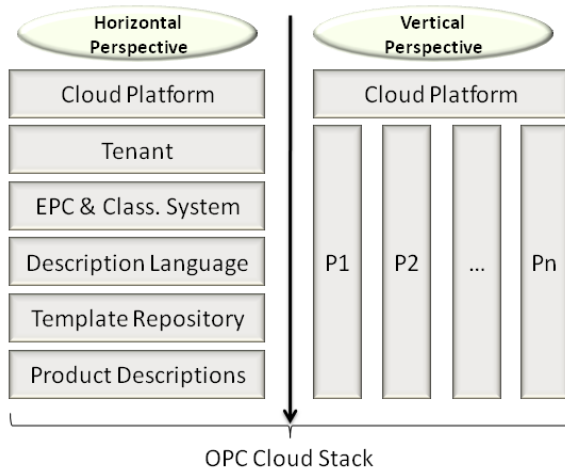 Horizontal
Perspective
Cloud Platform
Tenant
EPC & Class. System
Description Language
Template Repository
Product Descriptions
Vertical
Perspective
Cloud Platform
P1
P2
...
Pn
OPC Cloud Stack